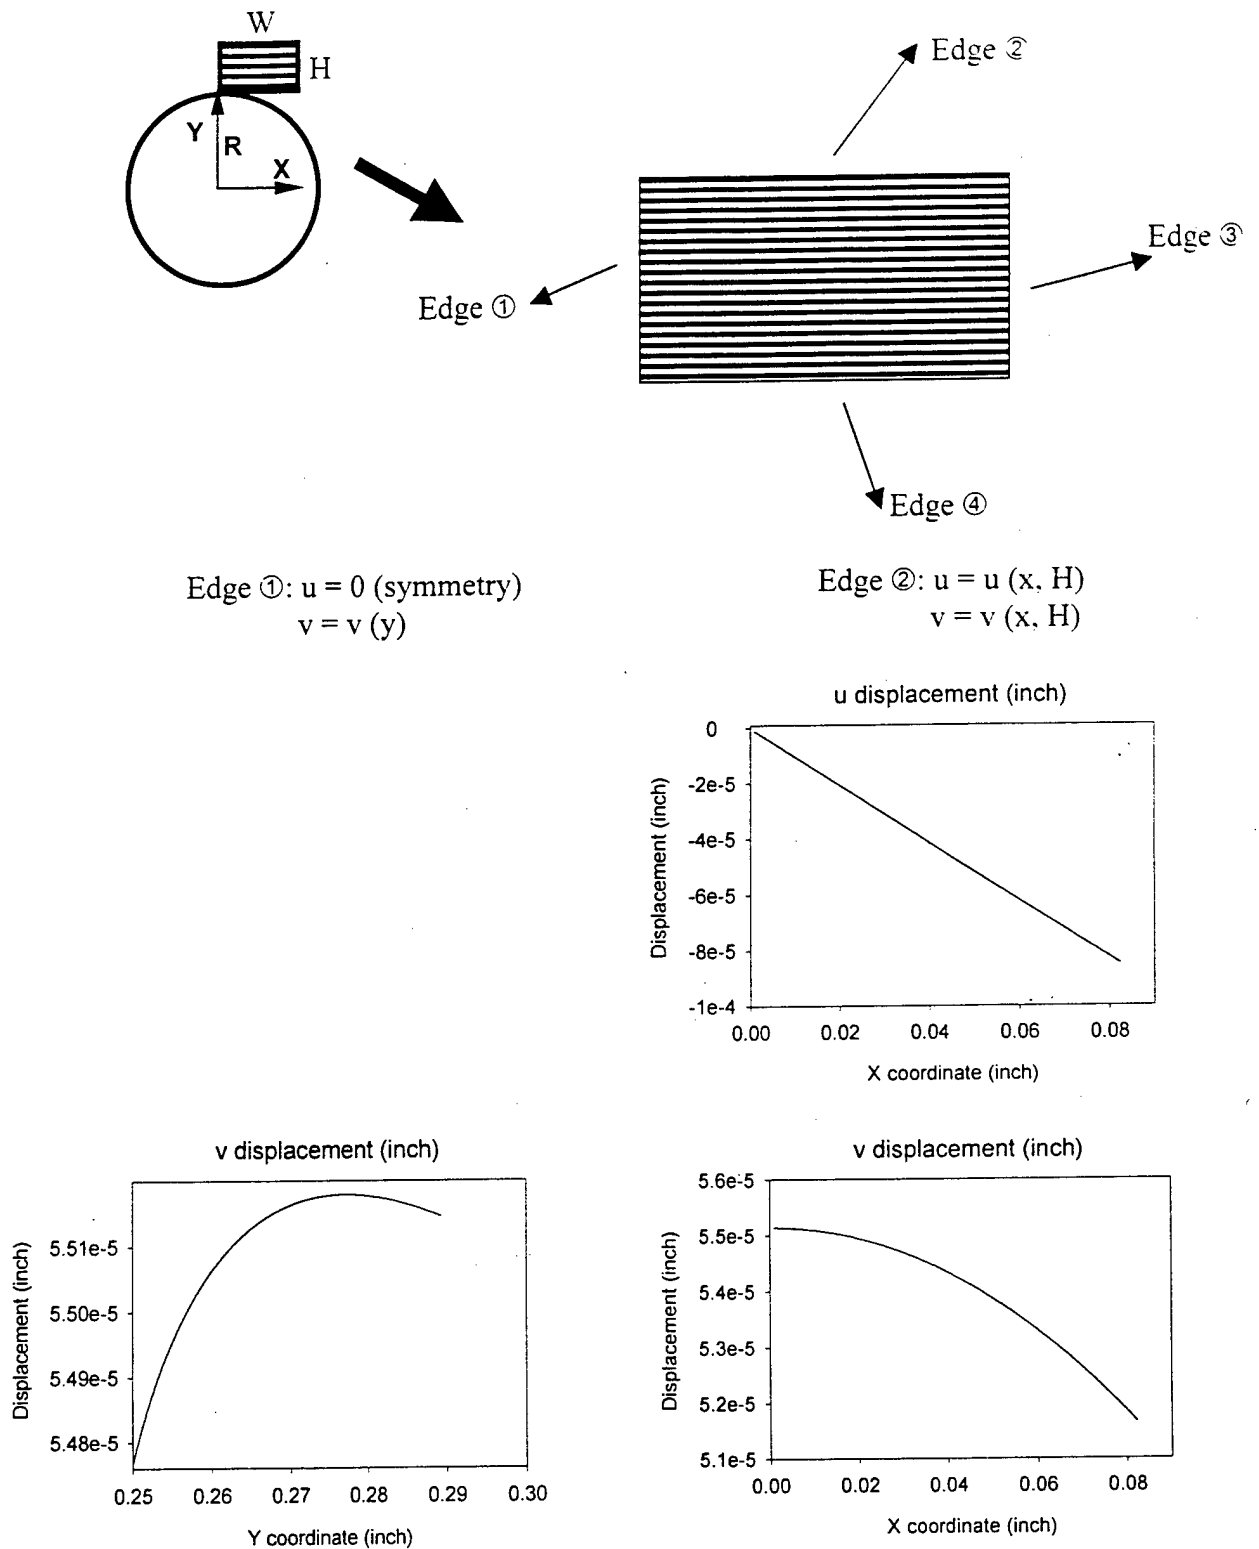 W
H
Y
R
X
Edge ②
Edge ③
Edge ①
Edge ④
Edge ①: u = 0 (symmetry)
v = v (y)
Edge ②: u = u (x, H)
v = v (x, H)
u displacement (inch)
Displacement (inch)
0
-2e-5
-4e-5
-6e-5
-8e-5
-1e-4
0.00 0.02 0.04 0.06 0.08
X coordinate (inch)
v displacement (inch)
Displacement (inch)
5.51e-5
5.50e-5
5.49e-5
5.48e-5
0.25 0.26 0.27 0.28 0.29 0.30
Y coordinate (inch)
v displacement (inch)
Displacement (inch)
5.6e-5
5.5e-5
5.4e-5
5.3e-5
5.2e-5
5.1e-5
0.00 0.02 0.04 0.06 0.08
X coordinate (inch)